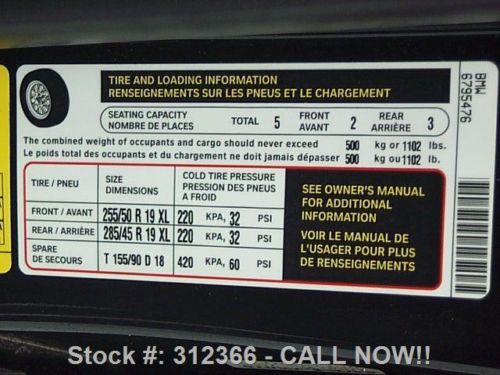 TIRE AND LOADING INFORMATION
RENSEIGNEMENTS SUR LES PNEUS ET LE CHARGEMENT
SEATING CAPACITY
NOMBRE DE PLACES
TOTAL 5
FRONT
AVANT 2
REAR
ARRIÈRE 3
The combined weight of occupants and cargo should never exceed 500 kg or 1102 lbs.
Le poids total des occupants et du chargement ne doit jamais dépasser 500 kg ou 1102 lb.
TIRE / PNEU
SIZE
DIMENSIONS
COLD TIRE PRESSURE
PRESSION DES PNEUS
A FROID
FRONT / AVANT 255/50 R 19 XL 220 KPA, 32 PSI
REAR / ARRIÈRE 285/45 R 19 XL 220 KPA, 32 PSI
SPARE
DE SECOURS T 155/90 D 18 420 KPA, 60 PSI
SEE OWNER'S MANUAL
FOR ADDITIONAL
INFORMATION
VOIR LE MANUEL DE
L'USAGER POUR PLUS
DE RENSEIGNEMENTS
BMW
6795476
Stock #: 312366 - CALL NOW!!